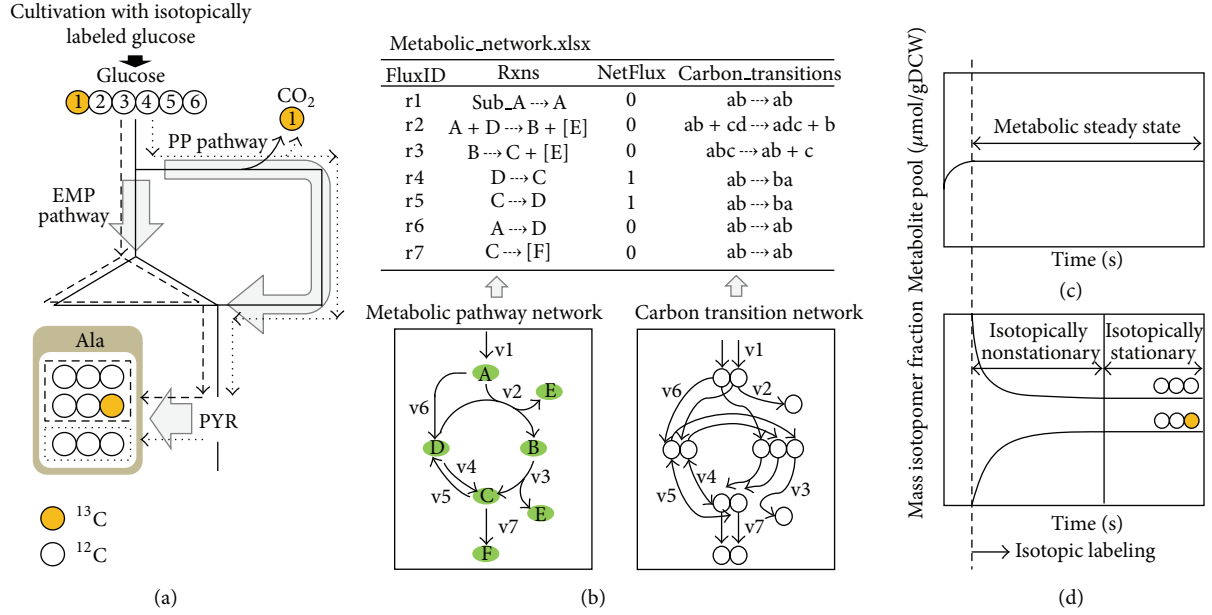 Cultivation with isotopically
labeled glucose
Glucose
1 2 3 4 5 6
CO2
1
PP pathway
EMP
pathway
Ala
PYR
13C
12C
(a)
Metabolic_network.xlsx
FluxID Rxns NetFlux Carbon_transitions
r1 Sub_A ⇢ A 0 ab ⇢ ab
r2 A + D ⇢ B + [E] 0 ab + cd ⇢ adc + b
r3 B ⇢ C + [E] 0 abc ⇢ ab + c
r4 D ⇢ C 1 ab ⇢ ba
r5 C ⇢ D 1 ab ⇢ ba
r6 A ⇢ D 0 ab ⇢ ab
r7 C ⇢ [F] 0 ab ⇢ ab
Metabolic pathway network
v1
A
v2
E
v6
D
B
v4
v3
v5
C
E
v7
F
Carbon transition network
v1
v6
v2
v4
v5
v3
v7
(b)
Metabolite pool (μmol/gDCW)
Metabolic steady state
Time (s)
(c)
Mass isotopomer fraction
Isotopically
nonstationary
Isotopically
stationary
Time (s)
Isotopic labeling
(d)